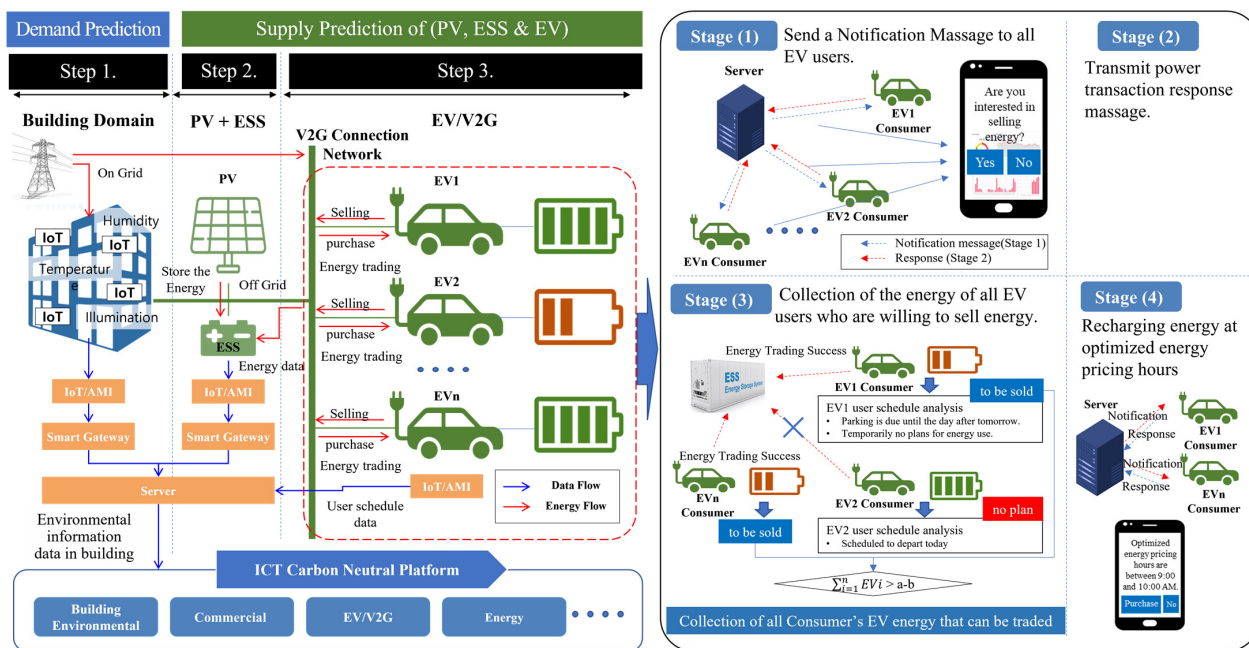 Demand Prediction
Supply Prediction of (PV, ESS & EV)
Step 1.
Step 2.
Step 3.
Building Domain
PV + ESS
EV/V2G
V2G Connection
Network
On Grid
Humidity
IoT
IoT
Temperatur
e
IoT
IoT
Illumination
PV
Store the
Energy
Off Grid
ESS
Energy data
EV1
Selling
purchase
Energy trading
EV2
Selling
purchase
Energy trading
EVn
Selling
purchase
Energy trading
IoT/AMI
IoT/AMI
Smart Gateway
Smart Gateway
Server
IoT/AMI
User schedule
data
Data Flow
Energy Flow
Environmental
information
data in building
ICT Carbon Neutral Platform
Building
Environmental
Commercial
EV/V2G
Energy
Stage (1)
Send a Notification Massage to all
EV users.
Server
EV1
Consumer
EV2 Consumer
EVn Consumer
Are you
interested in
selling
energy?
Yes
No
Notification message(Stage 1)
Response (Stage 2)
Stage (2)
Transmit power
transaction response
massage.
Stage (3)
Collection of the energy of all EV
users who are willing to sell energy.
Energy Trading Success
ESS
Energy Storage System
EV1 Consumer
to be sold
EV1 user schedule analysis
• Parking is due until the day after tomorrow.
• Temporarily no plans for energy use.
Energy Trading Success
EVn
Consumer
to be sold
EV2 Consumer
no plan
EV2 user schedule analysis
• Scheduled to depart today
∑ⁿᵢ₌₁ EVi > a-b
Collection of all Consumer's EV energy that can be traded
Stage (4)
Recharging energy at
optimized energy
pricing hours
Server
Notification
Response
EV1
Consumer
Notification
Response
EVn
Consumer
Optimized
energy pricing
hours are
between 9:00
and 10:00 AM.
Purchase
No